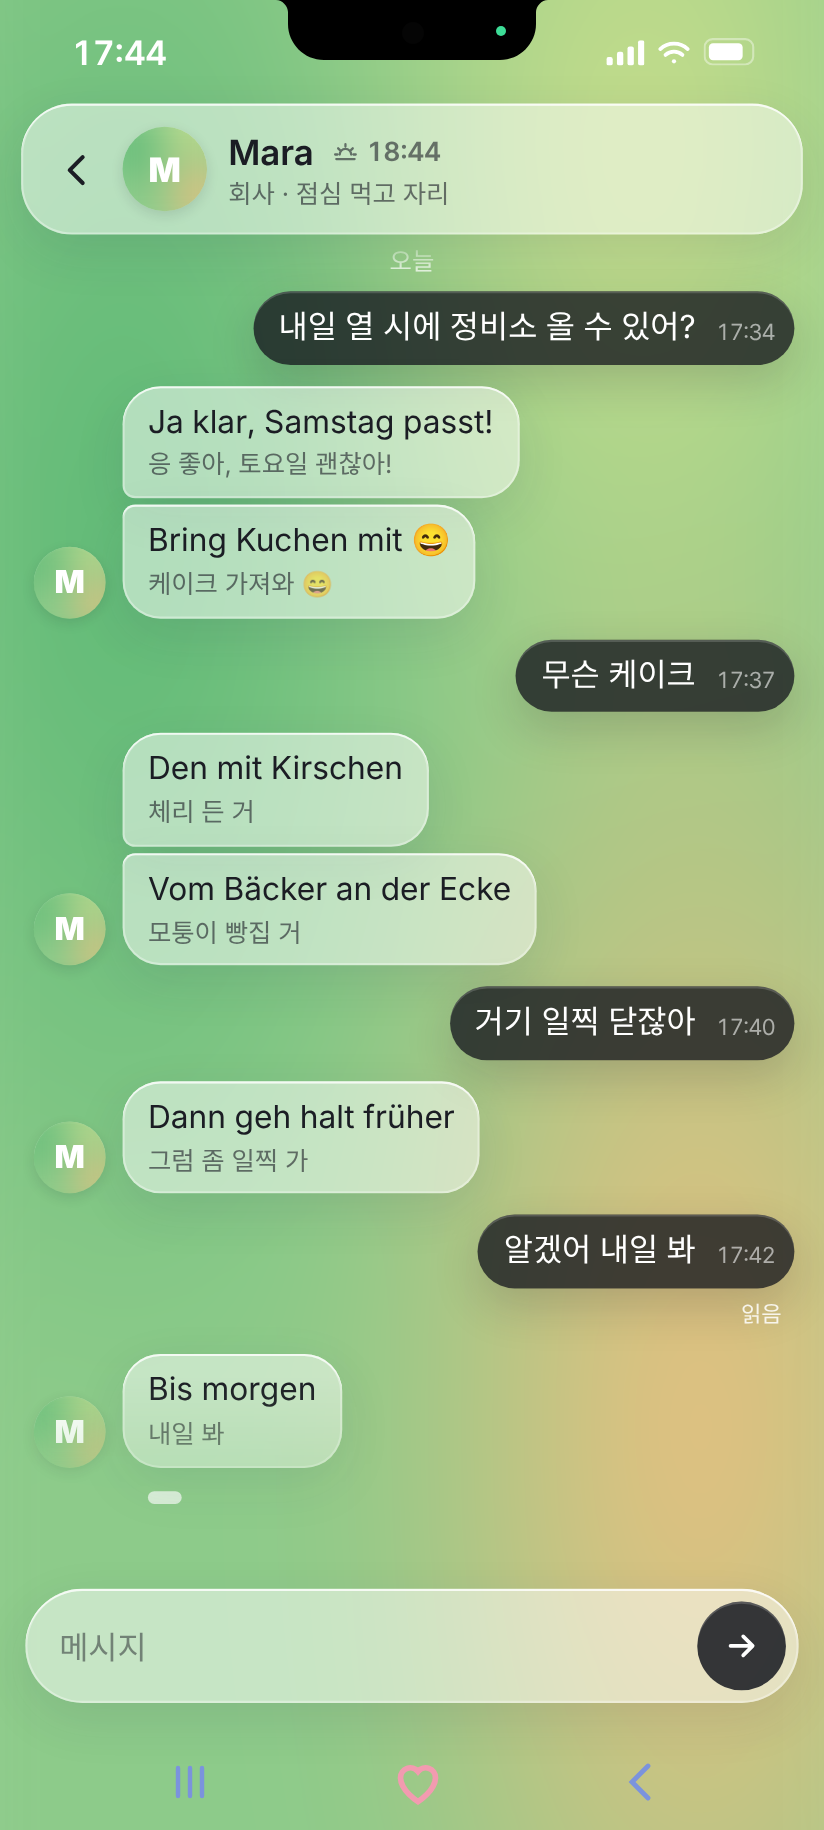 17:44
M
Mara 18:44
회사 · 점심 먹고 자리
오늘
내일 열 시에 정비소 올 수 있어? 17:34
Ja klar, Samstag passt!
응 좋아, 토요일 괜찮아!
Bring Kuchen mit 😄
케이크 가져와 😄
M
무슨 케이크 17:37
Den mit Kirschen
체리 든 거
Vom Bäcker an der Ecke
모퉁이 빵집 거
M
거기 일찍 닫잖아 17:40
Dann geh halt früher
그럼 좀 일찍 가
M
알겠어 내일 봐 17:42
읽음
Bis morgen
내일 봐
M
메시지